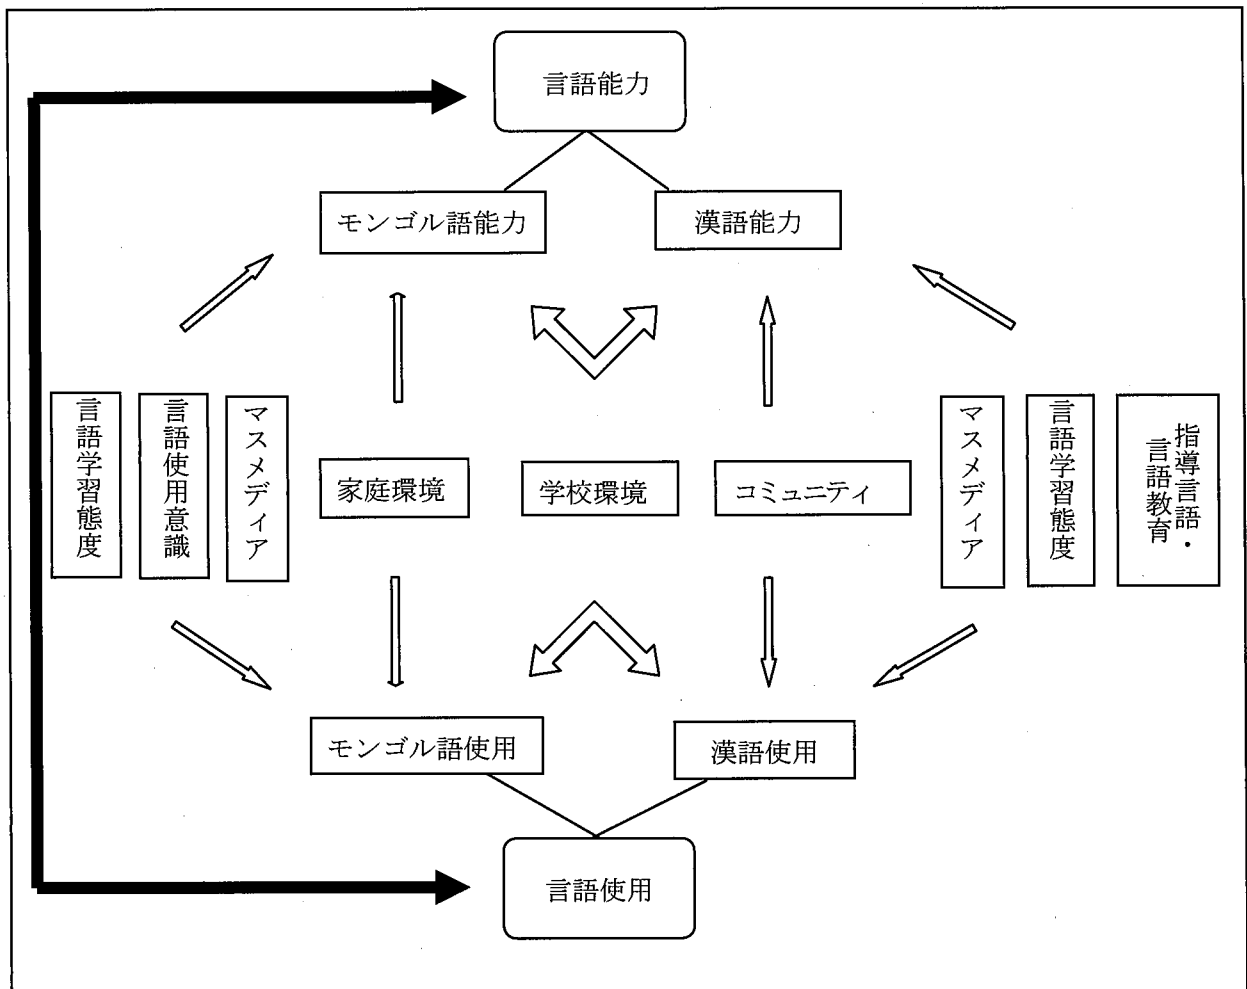 言語能力
モンゴル語能力
漢語能力
言語学習態度
言語使用意識
マスメディア
家庭環境
学校環境
コミュニティ
マスメディア
言語学習態度
指導言語・
言語教育
モンゴル語使用
漢語使用
言語使用